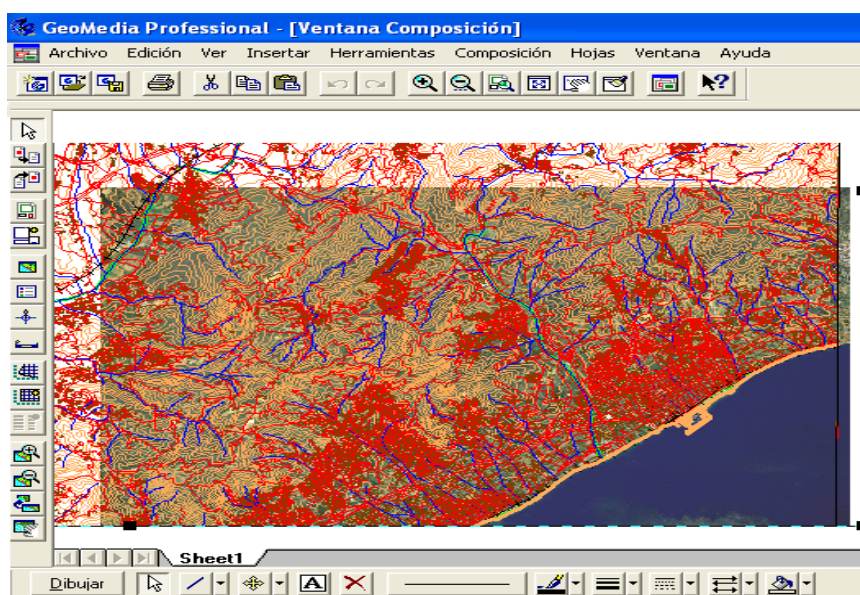 GeoMedia Professional - [Ventana Composición]
Archivo Edición Ver Insertar Herramientas Composición Hojas Ventana Ayuda
Sheet1
Dibujar
A